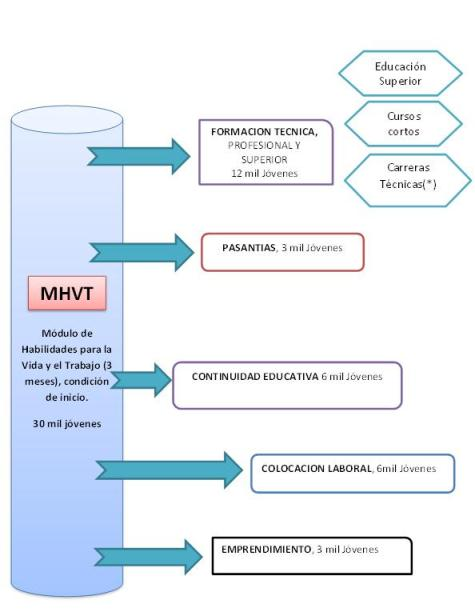 Educación
Superior
Cursos
cortos
Carreras
Técnicas(*)
FORMACION TECNICA,
PROFESIONAL Y
SUPERIOR
12 mil Jóvenes
PASANTIAS, 3 mil Jóvenes
MHVT
Módulo de
Habilidades para la
Vida y el Trabajo (3
meses), condición
de inicio.
30 mil jóvenes
CONTINUIDAD EDUCATIVA 6 mil Jóvenes
COLOCACION LABORAL, 6mil Jóvenes
EMPRENDIMIENTO, 3 mil Jóvenes